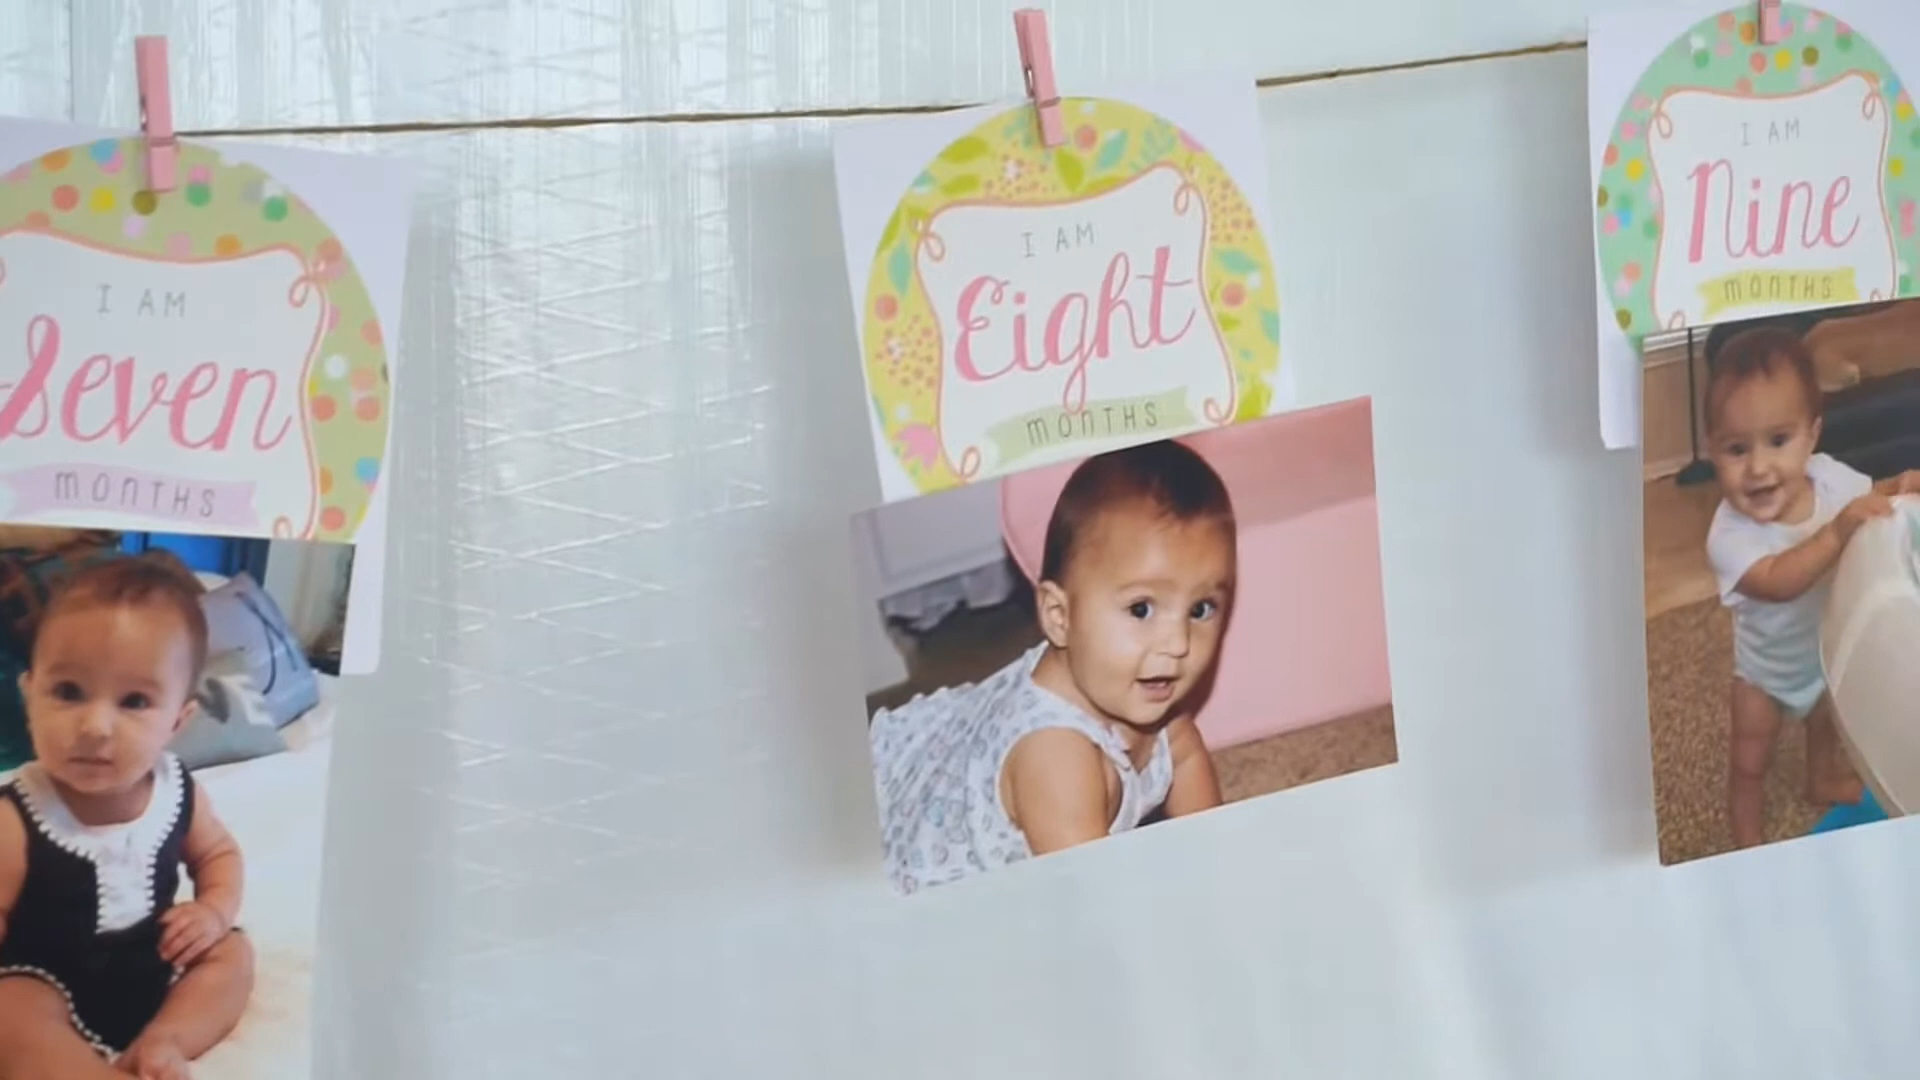 I AM
Seven
MONTHS
I AM
Eight
MONTHS
I AM
Nine
MONTHS